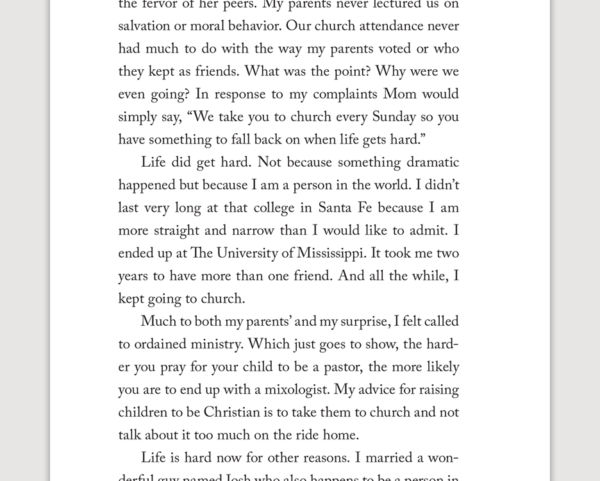 the fervor of her peers. My parents never lectured us on
salvation or moral behavior. Our church attendance never
had much to do with the way my parents voted or who
they kept as friends. What was the point? Why were we
even going? In response to my complaints Mom would
simply say, “We take you to church every Sunday so you
have something to fall back on when life gets hard.”
Life did get hard. Not because something dramatic
happened but because I am a person in the world. I didn’t
last very long at that college in Santa Fe because I am
more straight and narrow than I would like to admit. I
ended up at The University of Mississippi. It took me two
years to have more than one friend. And all the while, I
kept going to church.
Much to both my parents’ and my surprise, I felt called
to ordained ministry. Which just goes to show, the hard-
er you pray for your child to be a pastor, the more likely
you are to end up with a mixologist. My advice for raising
children to be Christian is to take them to church and not
talk about it too much on the ride home.
Life is hard now for other reasons. I married a won-
derful guy named Josh who also happens to be a person in